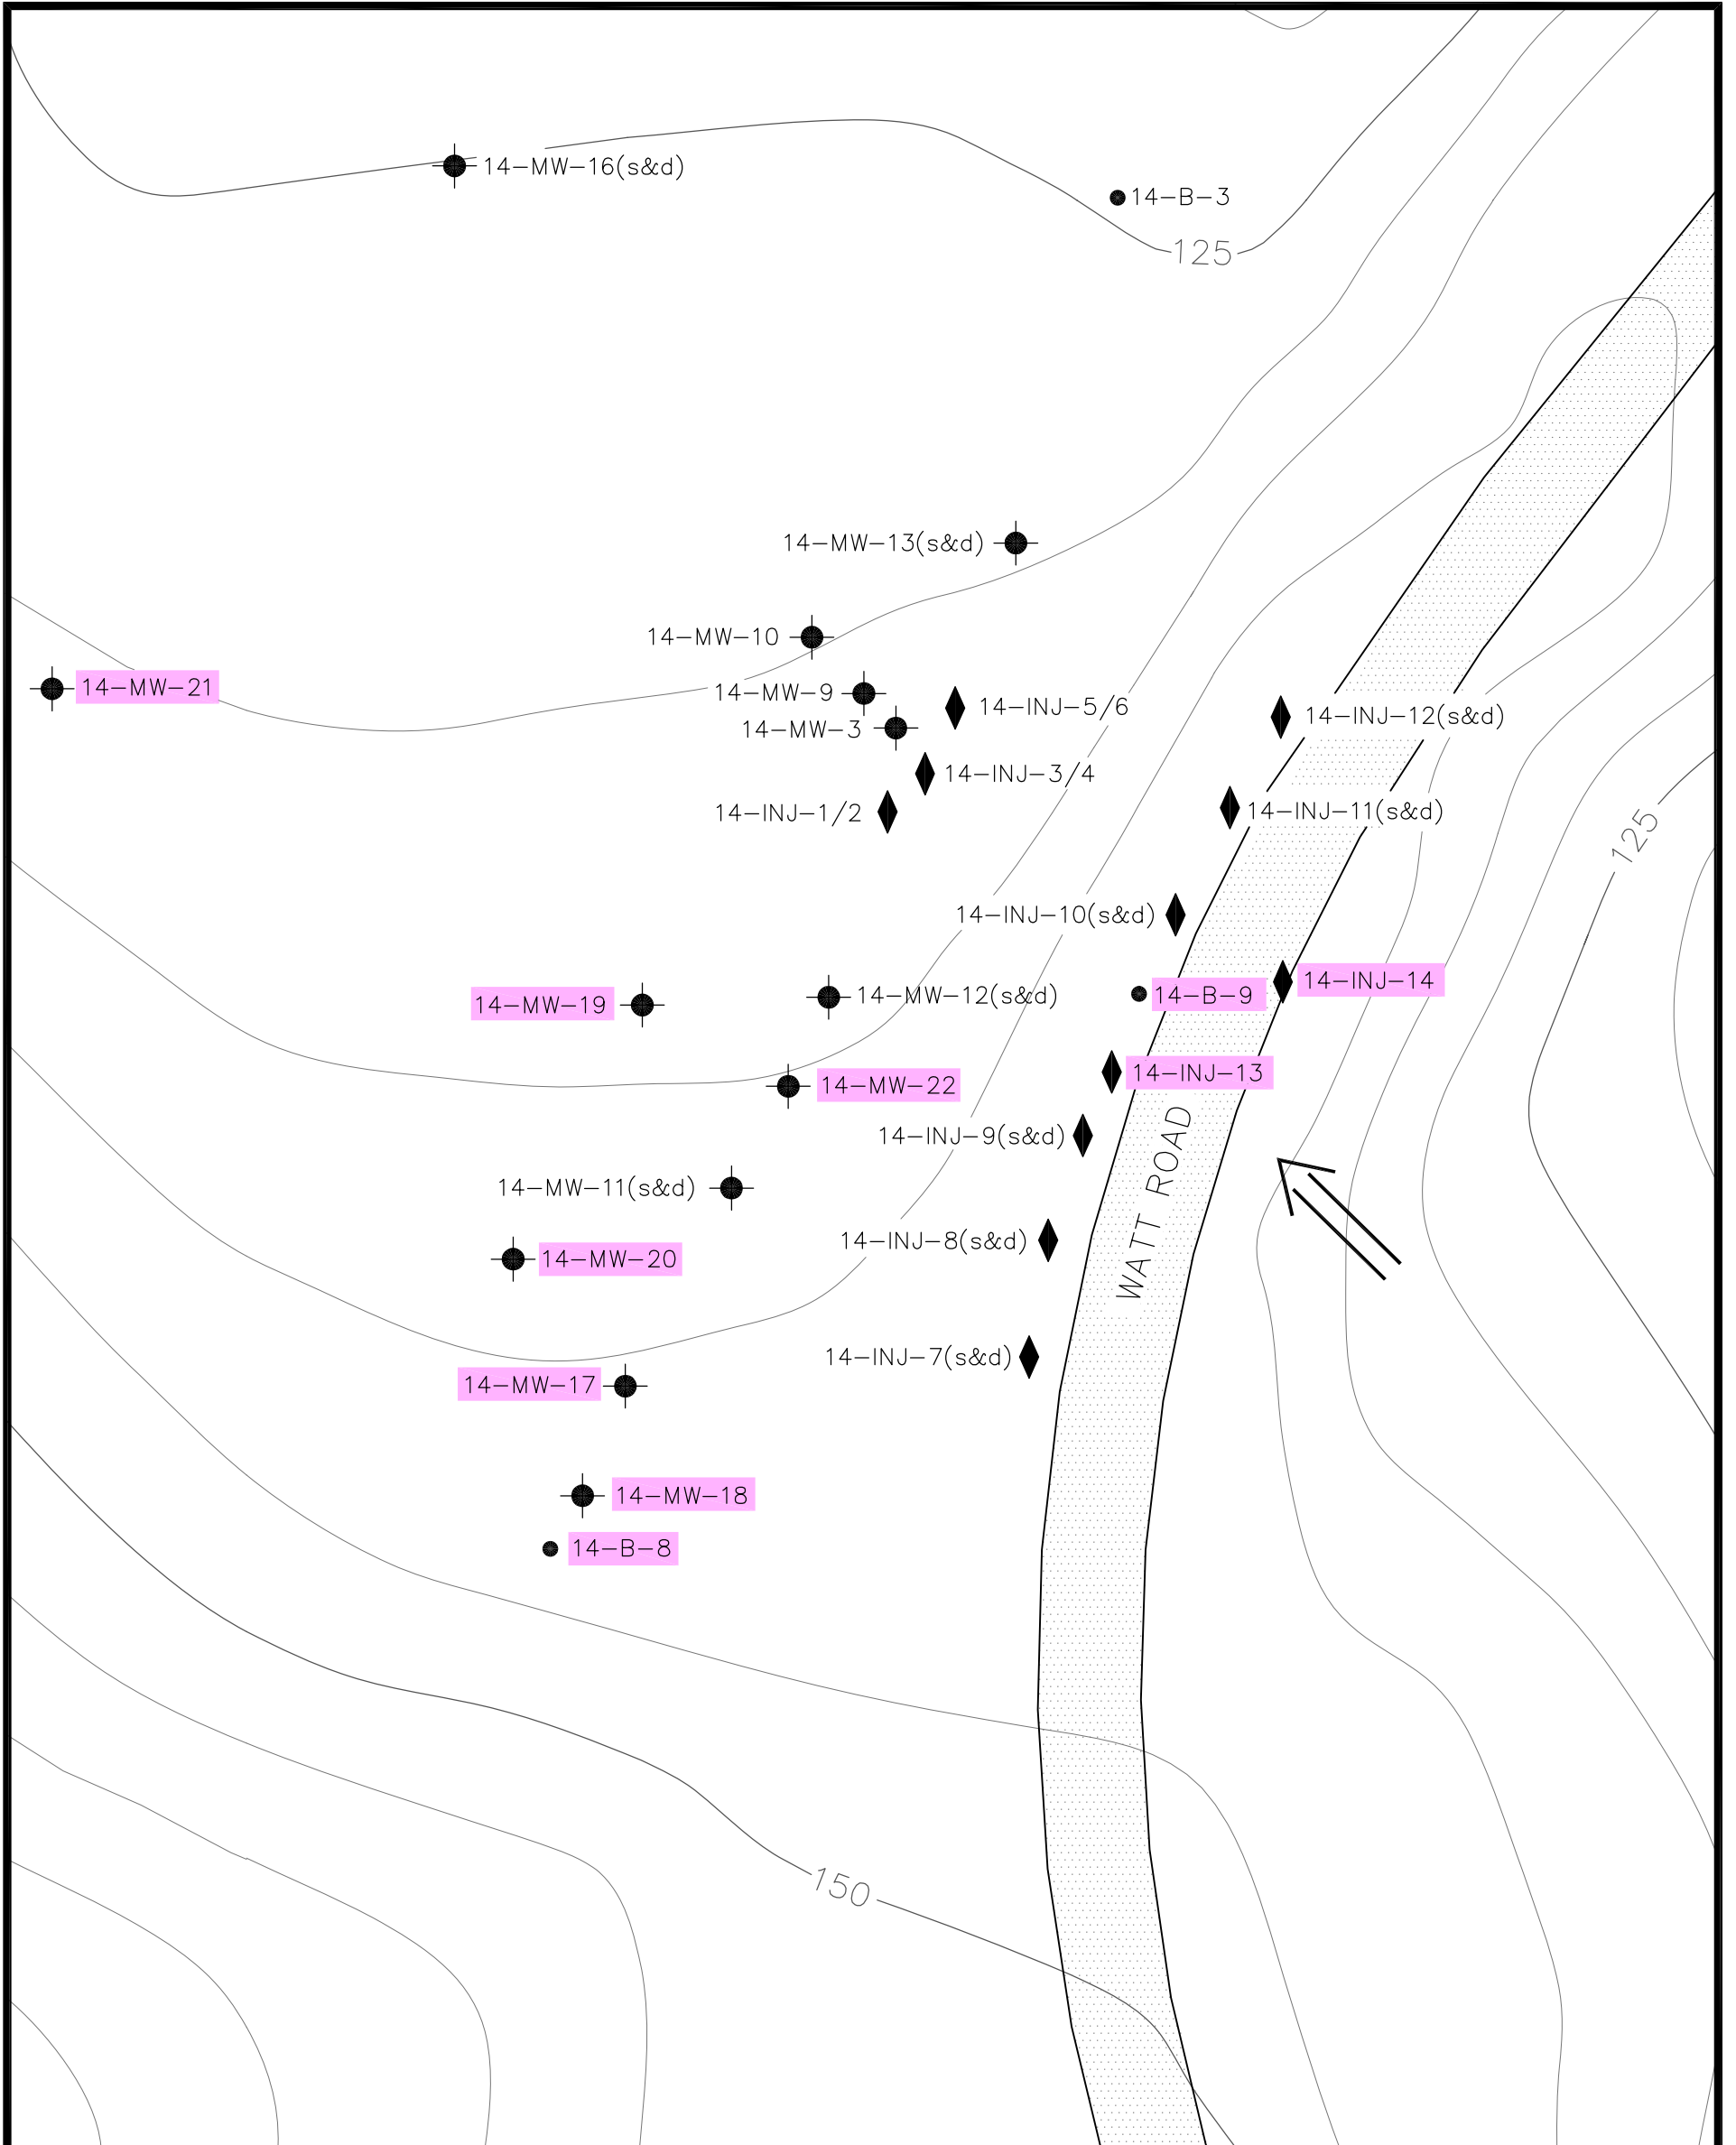 14-MW-16(s&d)
14-B-3
125
14-MW-13(s&d)
14-MW-10
14-MW-21
14-MW-9
14-INJ-5/6
14-MW-3
14-INJ-12(s&d)
14-INJ-3/4
14-INJ-1/2
14-INJ-11(s&d)
125
14-INJ-10(s&d)
14-INJ-14
14-MW-19
14-MW-12(s&d)
14-B-9
14-INJ-13
14-MW-22
14-INJ-9(s&d)
WATT ROAD
14-MW-11(s&d)
14-INJ-8(s&d)
14-MW-20
14-INJ-7(s&d)
14-MW-17
14-MW-18
14-B-8
150